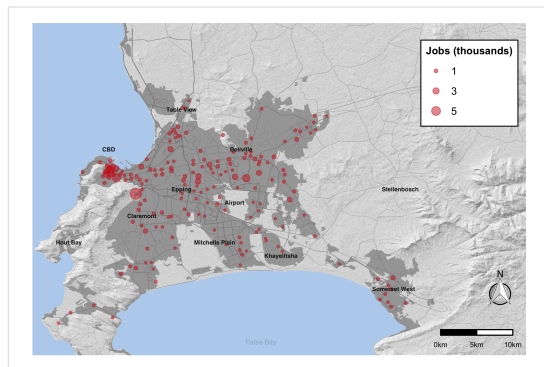 Jobs (thousands)
1
3
5
Table View
CBD
Bellville
Epping
Stellenbosch
Airport
Claremont
Hout Bay
Mitchells Plain
Khayelitsha
N
Somerset West
0km 5km 10km
False Bay